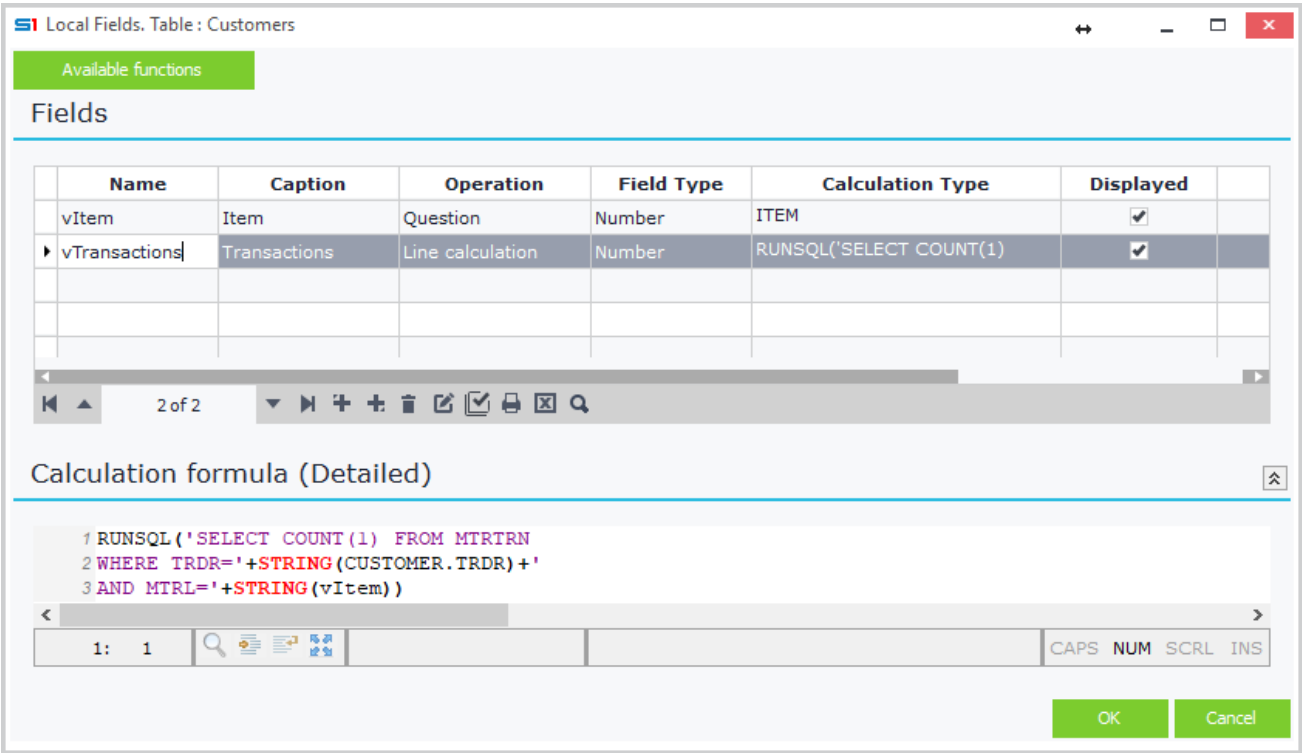 S1 Local Fields. Table : Customers
Available functions
Fields
Name Caption Operation Field Type Calculation Type Displayed
vItem Item Question Number ITEM
vTransactions Transactions Line calculation Number RUNSQL('SELECT COUNT(1)
2 of 2
Calculation formula (Detailed)
1 RUNSQL('SELECT COUNT(1) FROM MTRTRN
2 WHERE TRDR='+STRING(CUSTOMER.TRDR)+'
3 AND MTRL='+STRING(vItem))
1: 1 CAPS NUM SCRL INS
OK Cancel